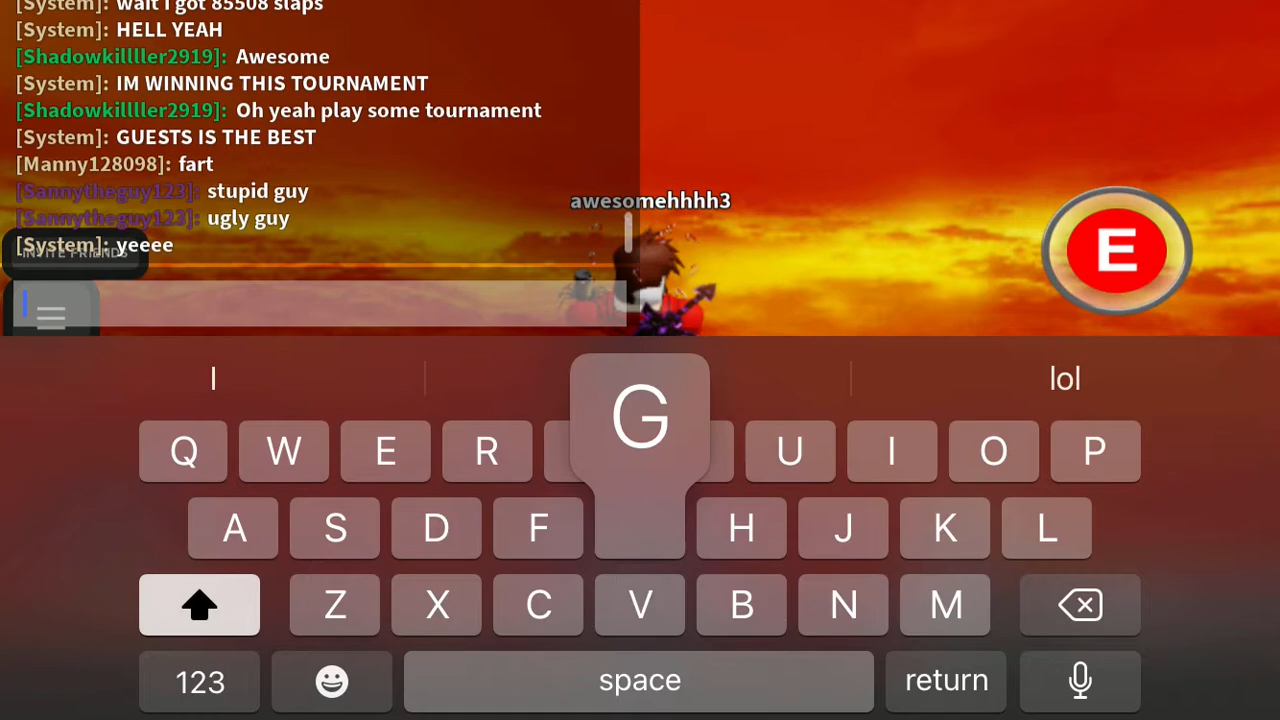 [System]: wait I got 85508 slaps
[System]: HELL YEAH
[Shadowkillller2919]: Awesome
[System]: IM WINNING THIS TOURNAMENT
[Shadowkillller2919]: Oh yeah play some tournament
[System]: GUESTS IS THE BEST
[Manny128098]: fart
[Sannytheguy123]: stupid guy
[Sannytheguy123]: ugly guy
[System]: yeeee
INVITE FRIENDS
awesomehhhh3
E
I
lol
G
Q W E R U I O P
A S D F H J K L
Z X C V B N M
123 space return